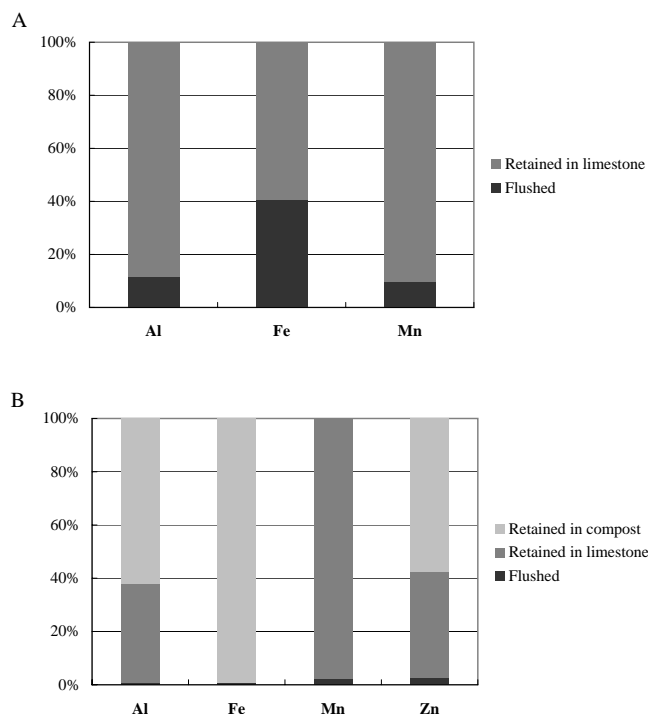 A
100%
80%
60%
40%
20%
0%
Al Fe Mn
Retained in limestone
Flushed
B
100%
80%
60%
40%
20%
0%
Al Fe Mn Zn
Retained in compost
Retained in limestone
Flushed